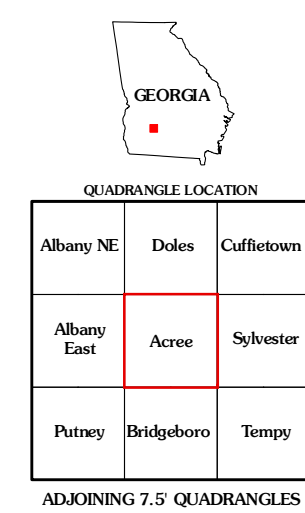 GEORGIA
QUADRANGLE LOCATION
Albany NE Doles Cuffietown
Albany
East
Acree
Sylvester
Putney Bridgeboro Tempy
ADJOINING 7.5' QUADRANGLES